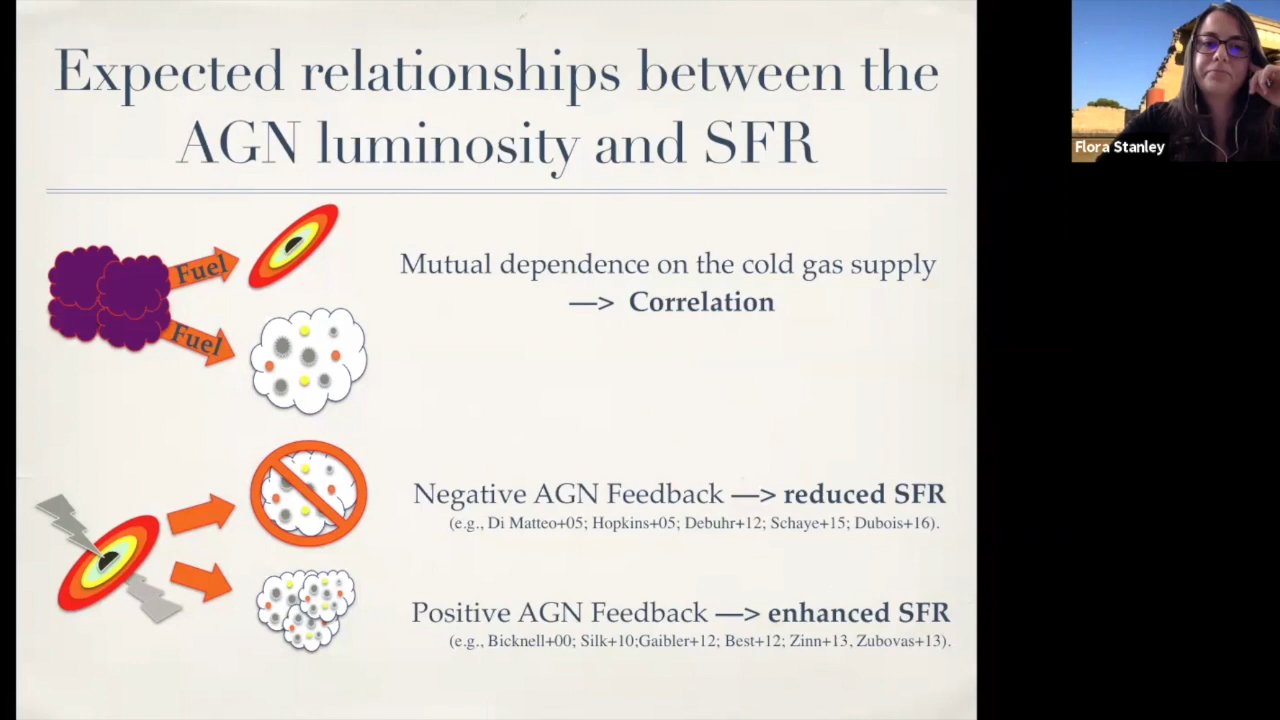 Expected relationships between the
AGN luminosity and SFR
Fuel
Fuel
Mutual dependence on the cold gas supply
—> Correlation
Negative AGN Feedback —> reduced SFR
(e.g., Di Matteo+05; Hopkins+05; Debuhr+12; Schaye+15; Dubois+16).
Positive AGN Feedback —> enhanced SFR
(e.g., Bicknell+00; Silk+10;Gaibler+12; Best+12; Zinn+13, Zubovas+13).
Flora Stanley